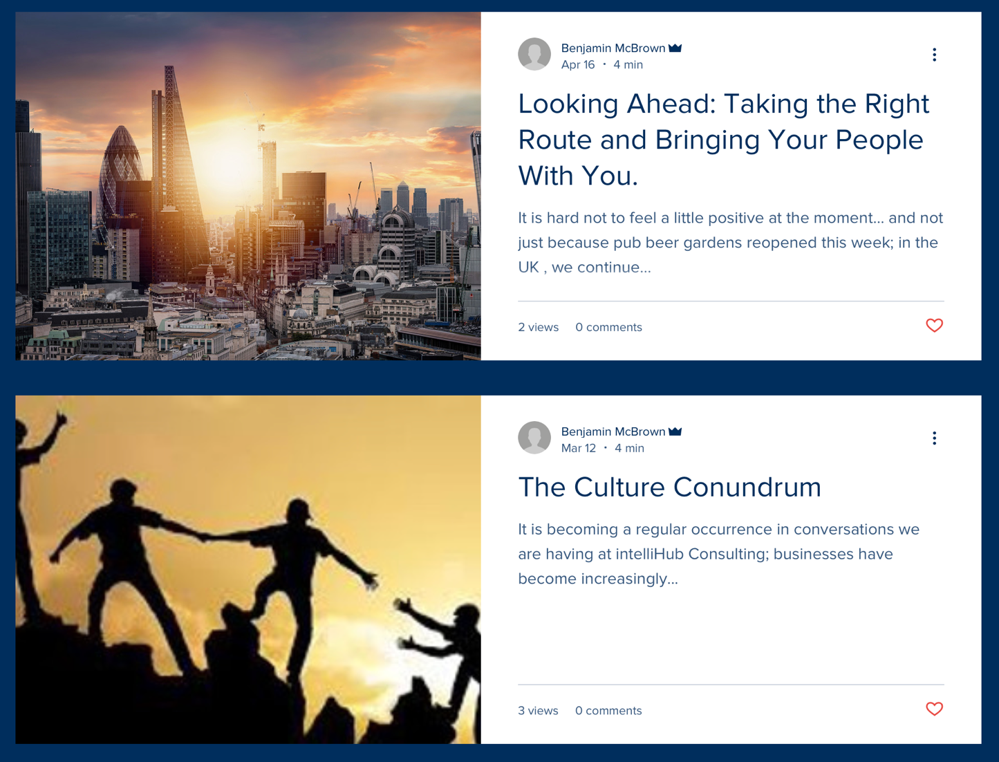 Benjamin McBrown
Apr 16 · 4 min
Looking Ahead: Taking the Right
Route and Bringing Your People
With You.
It is hard not to feel a little positive at the moment... and not
just because pub beer gardens reopened this week; in the
UK , we continue...
2 views 0 comments
Benjamin McBrown
Mar 12 · 4 min
The Culture Conundrum
It is becoming a regular occurrence in conversations we
are having at intelliHub Consulting; businesses have
become increasingly...
3 views 0 comments